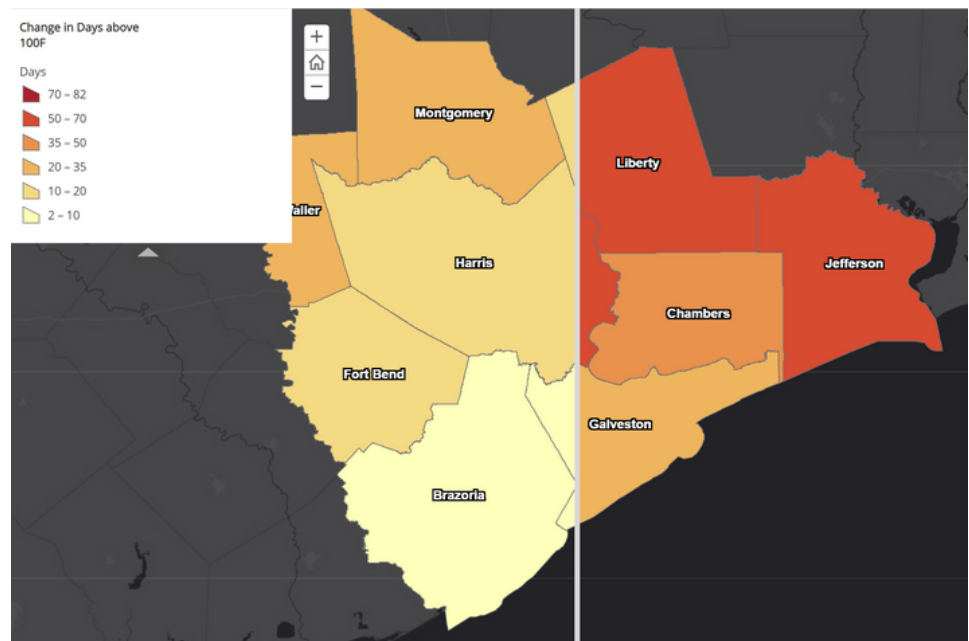 Change in Days above
100F
Days
70 – 82
50 – 70
35 – 50
20 – 35
10 – 20
2 – 10
+
−
Montgomery
Liberty
aller
Harris
Jefferson
Chambers
Fort Bend
Galveston
Brazoria